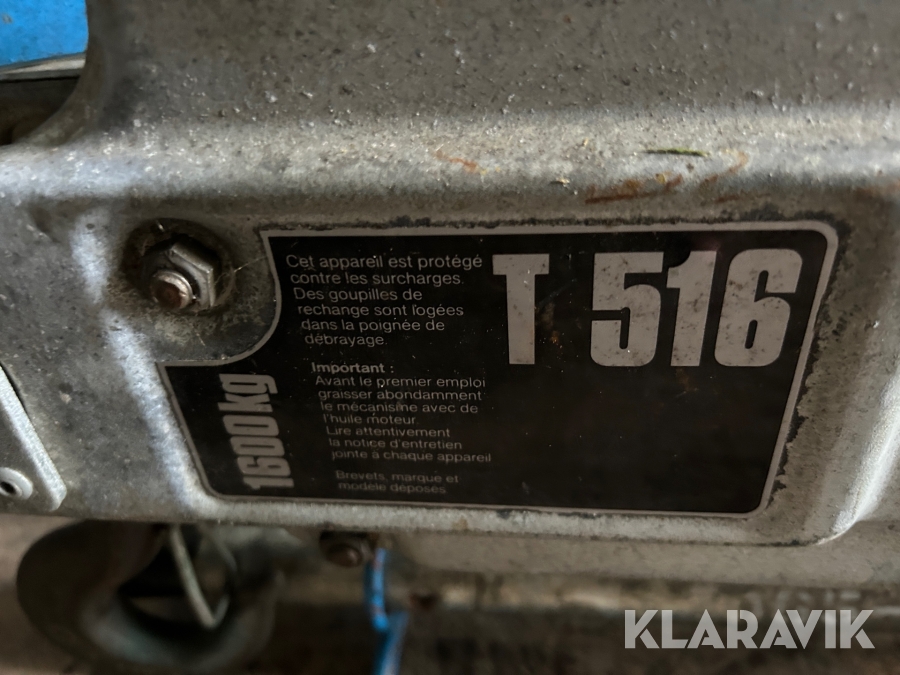 Cet appareil est protégé
contre les surcharges.
Des goupilles de
rechange sont logées
dans la poignée de
débrayage.
T 516
1600kg
Important :
Avant le premier emploi
graisser abondamment
le mécanisme avec de
l'huile moteur.
Lire attentivement
la notice d'entretien
jointe à chaque appareil
Brevets, marque et
modèle déposés
KLARAVIK